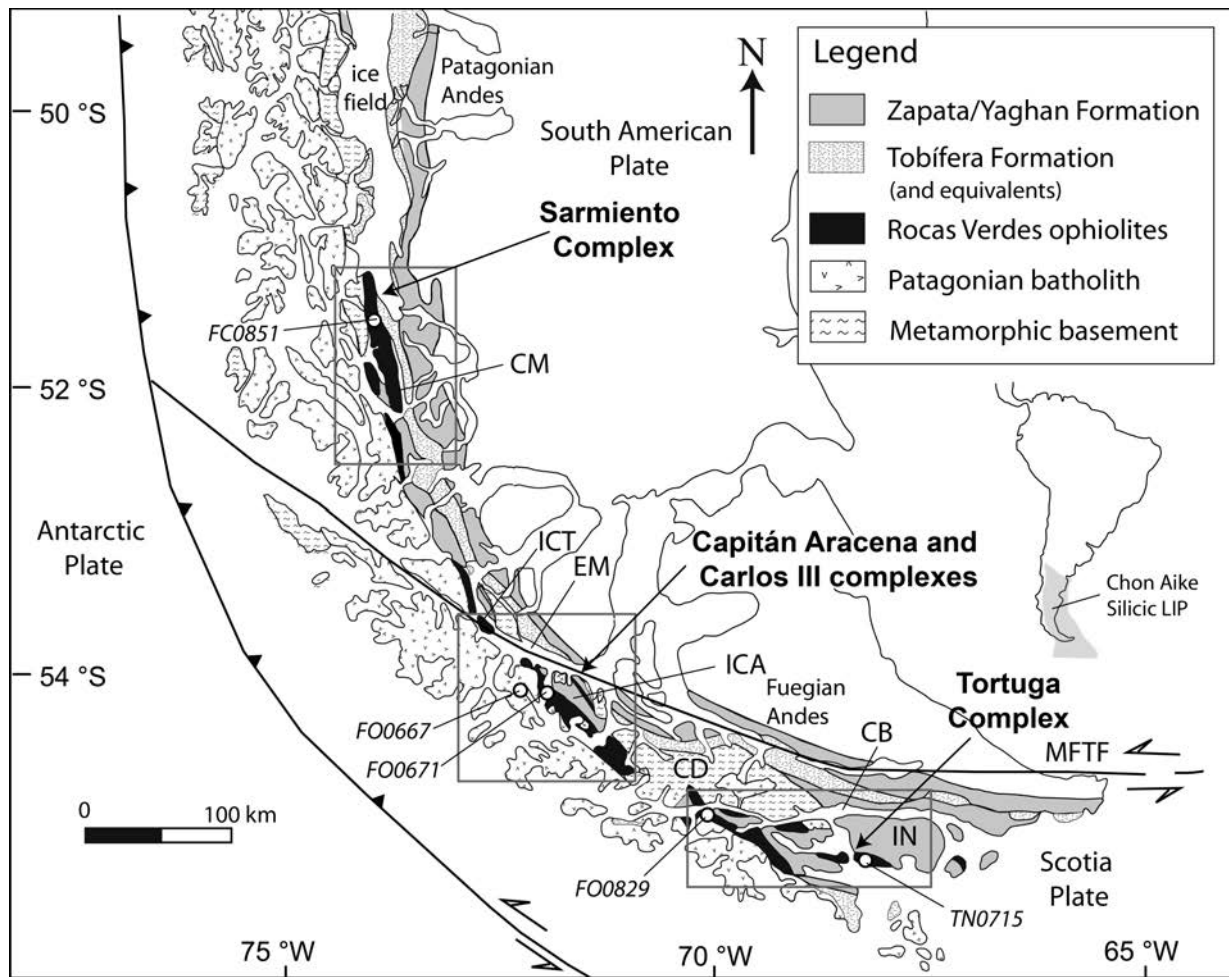 50 °S
52 °S
54 °S
75 °W
70 °W
65 °W
ice
field
Patagonian
Andes
South American
Plate
N
Legend
Zapata/Yaghan Formation
Tobífera Formation
(and equivalents)
Rocas Verdes ophiolites
Patagonian batholith
Metamorphic basement
Sarmiento
Complex
FC0851
CM
Antarctic
Plate
ICT
EM
Capitán Aracena and
Carlos III complexes
Chon Aike
Silicic LIP
ICA
FO0667
FO0671
Fuegian
Andes
Tortuga
Complex
CB
MFTF
CD
0
100 km
IN
FO0829
Scotia
Plate
TN0715